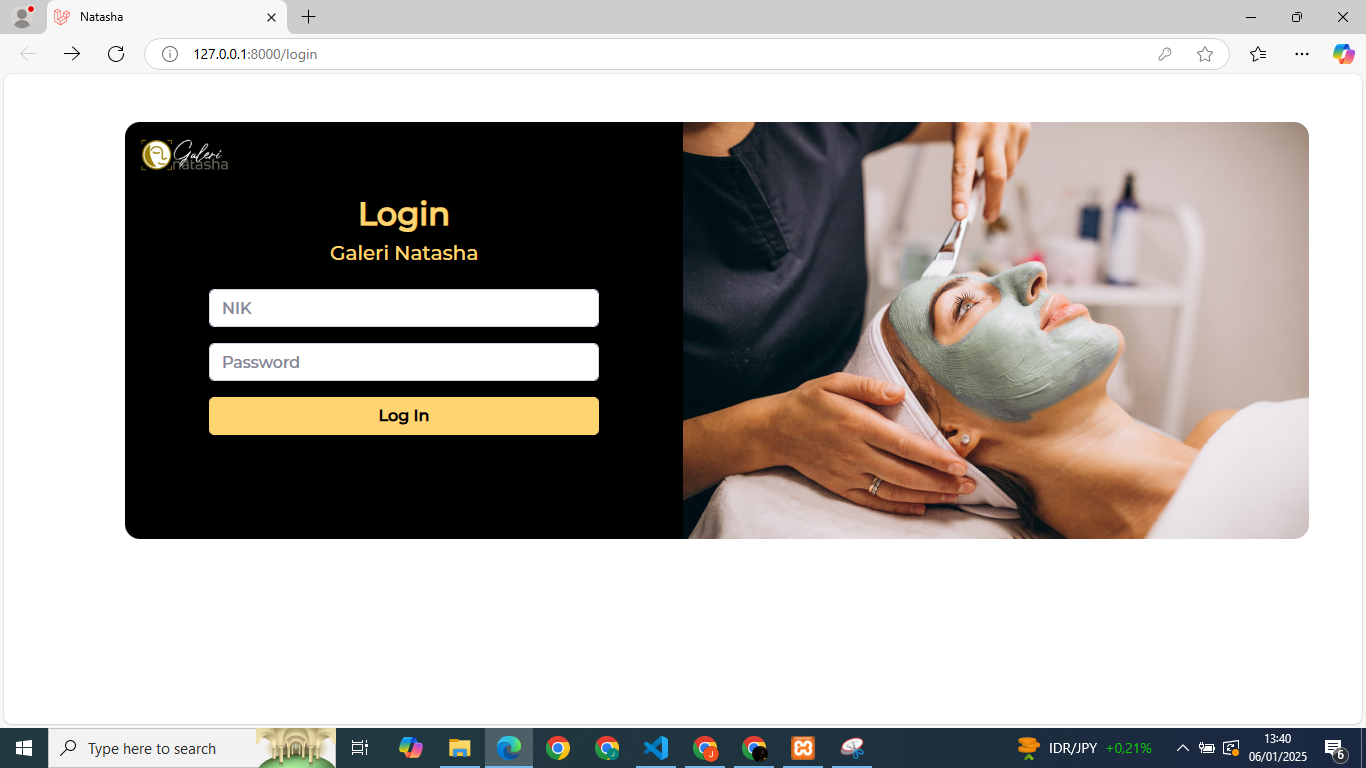 Natasha
127.0.0.1:8000/login
Galeri
natasha
Login
Galeri Natasha
NIK
Password
Log In
Type here to search
IDR/JPY +0,21%
13:40
06/01/2025
6